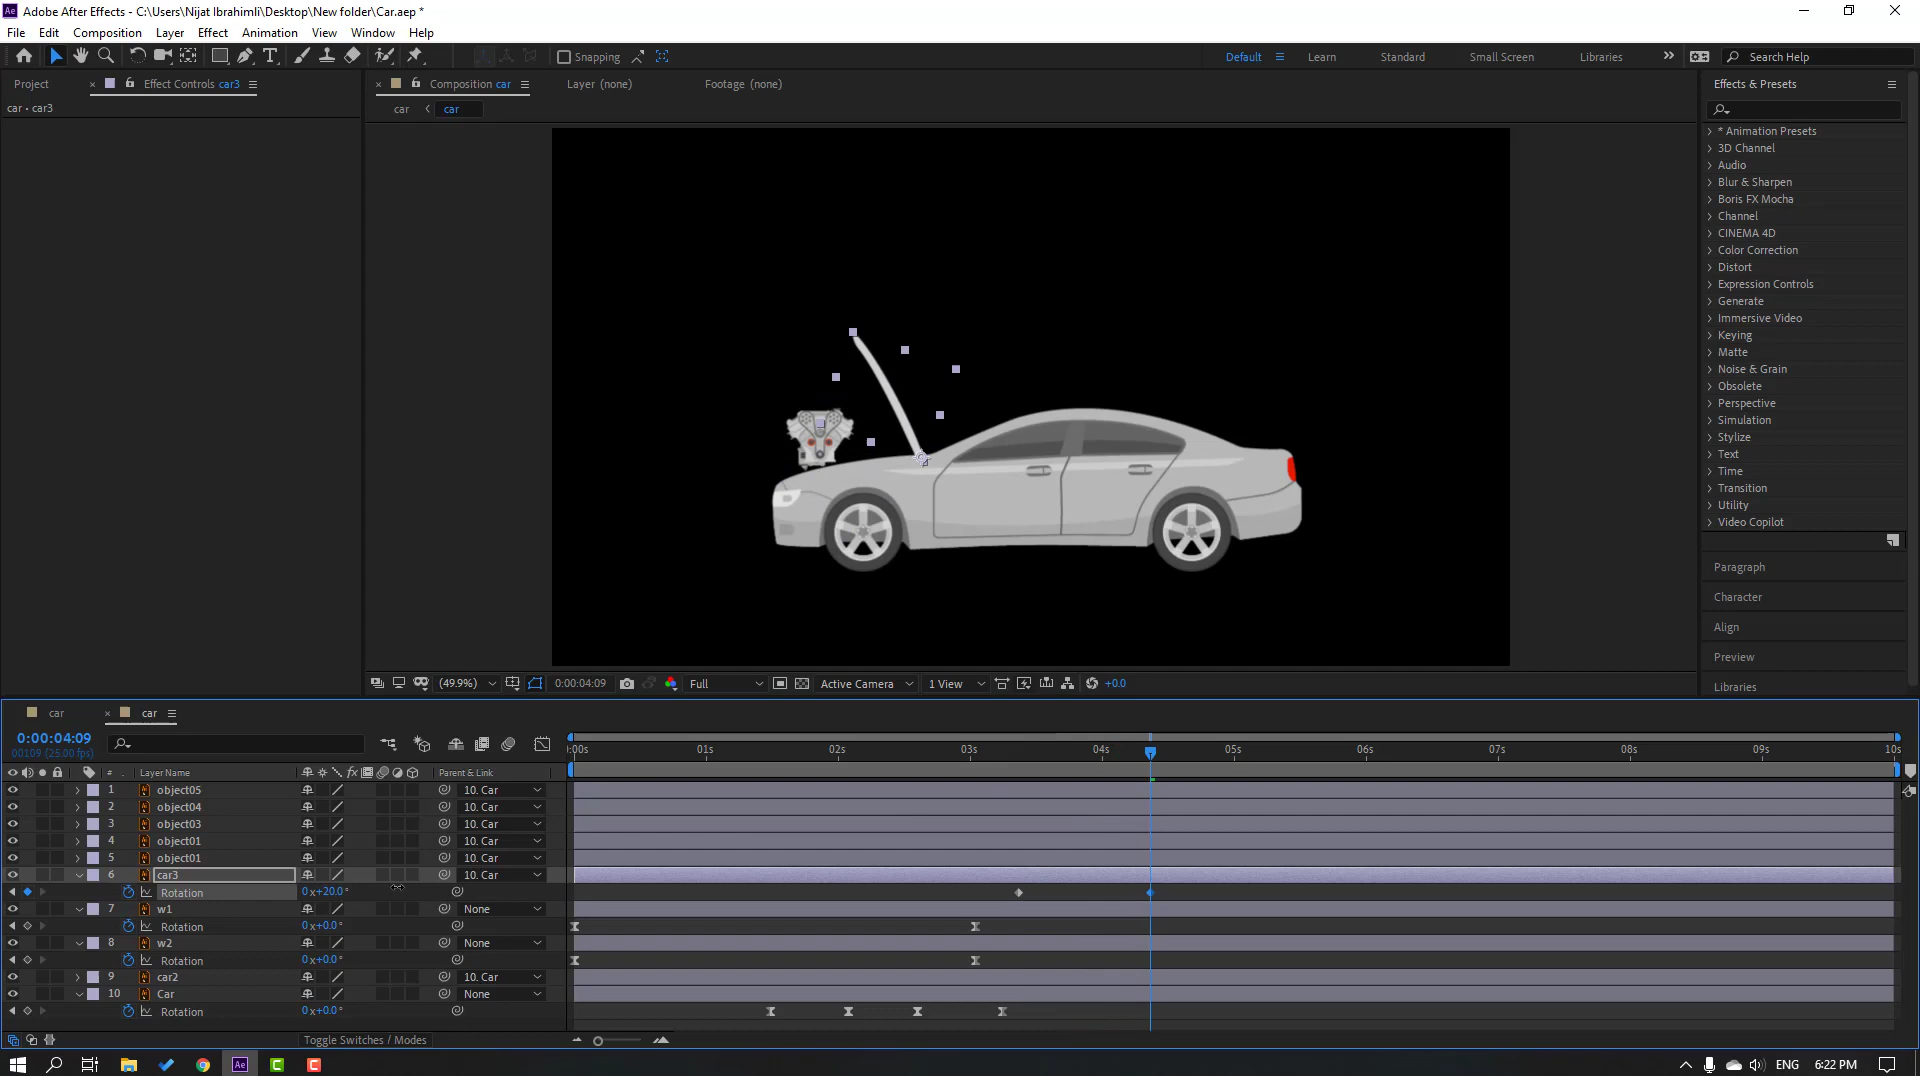 Adobe After Effects - C:\Users\Nijat Ibrahimli\Desktop\New folder\Car.aep *
File Edit Composition Layer Effect Animation View Window Help
Snapping
Default Learn Standard Small Screen Libraries
Search Help
Project
Effect Controls car3
Composition car
Layer (none)
Footage (none)
Effects & Presets
car • car3
car
car
* Animation Presets
3D Channel
Audio
Blur & Sharpen
Boris FX Mocha
Channel
CINEMA 4D
Color Correction
Distort
Expression Controls
Generate
Immersive Video
Keying
Matte
Noise & Grain
Obsolete
Perspective
Simulation
Stylize
Text
Time
Transition
Utility
Video Copilot
Paragraph
Character
Align
Preview
Libraries
(49.9%) 0:00:04:09 Full Active Camera 1 View +0.0
car car
0:00:04:09
00109 (25.00 fps)
:00s 01s 02s 03s 04s 05s 06s 07s 08s 09s 10s
# Layer Name fx Parent & Link
1 object05 10. Car
2 object04 10. Car
3 object03 10. Car
4 object01 10. Car
5 object01 10. Car
6 car3 10. Car
Rotation 0x+20.0°
7 w1 None
Rotation 0x+0.0°
8 w2 None
Rotation 0x+0.0°
9 car2 10. Car
10 Car None
Rotation 0x+0.0°
Toggle Switches / Modes
ENG 6:22 PM